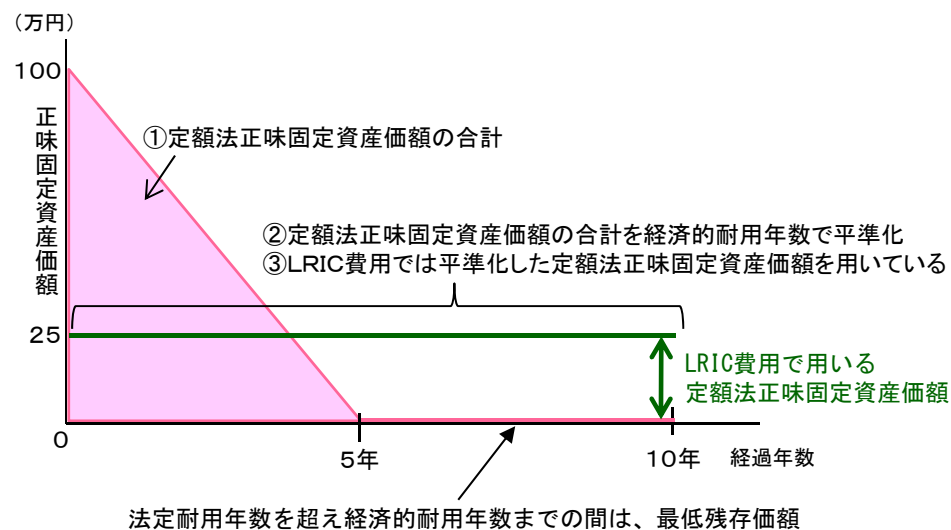 （万円）
100
正味固定資産価額
①定額法正味固定資産価額の合計
②定額法正味固定資産価額の合計を経済的耐用年数で平準化
③LRIC費用では平準化した定額法正味固定資産価額を用いている
25
LRIC費用で用いる
定額法正味固定資産価額
0
5年
10年
経過年数
法定耐用年数を超え経済的耐用年数までの間は、最低残存価額